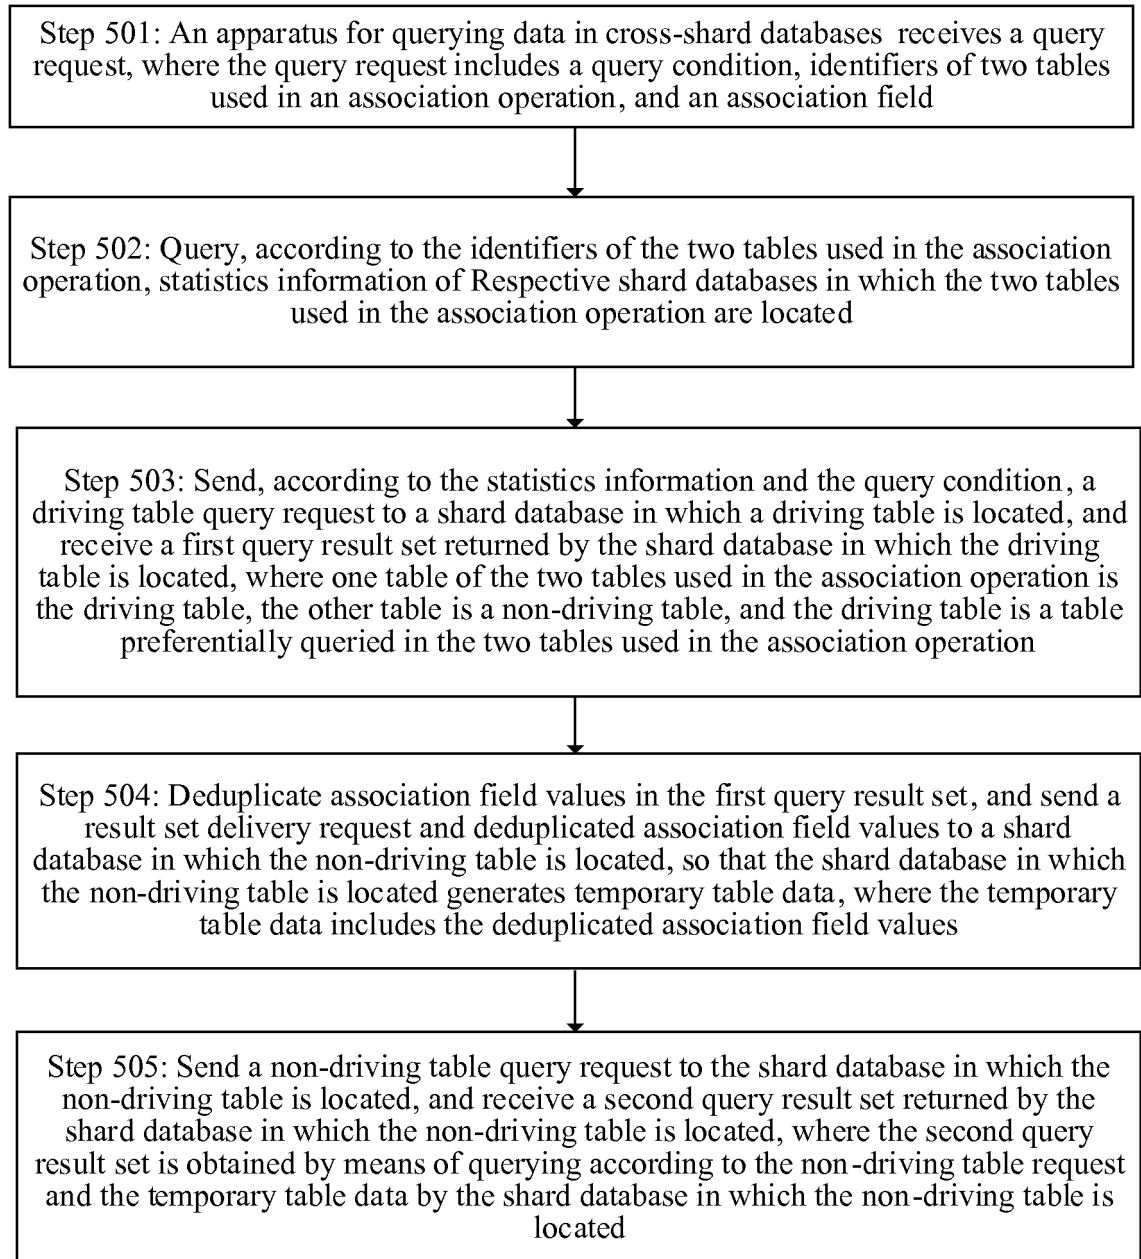 Step 501: An apparatus for querying data in cross-shard databases receives a query
request, where the query request includes a query condition, identifiers of two tables
used in an association operation, and an association field
Step 502: Query, according to the identifiers of the two tables used in the association
operation, statistics information of Respective shard databases in which the two tables
used in the association operation are located
Step 503: Send, according to the statistics information and the query condition, a
driving table query request to a shard database in which a driving table is located, and
receive a first query result set returned by the shard database in which the driving
table is located, where one table of the two tables used in the association operation is
the driving table, the other table is a non-driving table, and the driving table is a table
preferentially queried in the two tables used in the association operation
Step 504: Deduplicate association field values in the first query result set, and send a
result set delivery request and deduplicated association field values to a shard
database in which the non-driving table is located, so that the shard database in which
the non-driving table is located generates temporary table data, where the temporary
table data includes the deduplicated association field values
Step 505: Send a non-driving table query request to the shard database in which the
non-driving table is located, and receive a second query result set returned by the
shard database in which the non-driving table is located, where the second query
result set is obtained by means of querying according to the non-driving table request
and the temporary table data by the shard database in which the non-driving table is
located